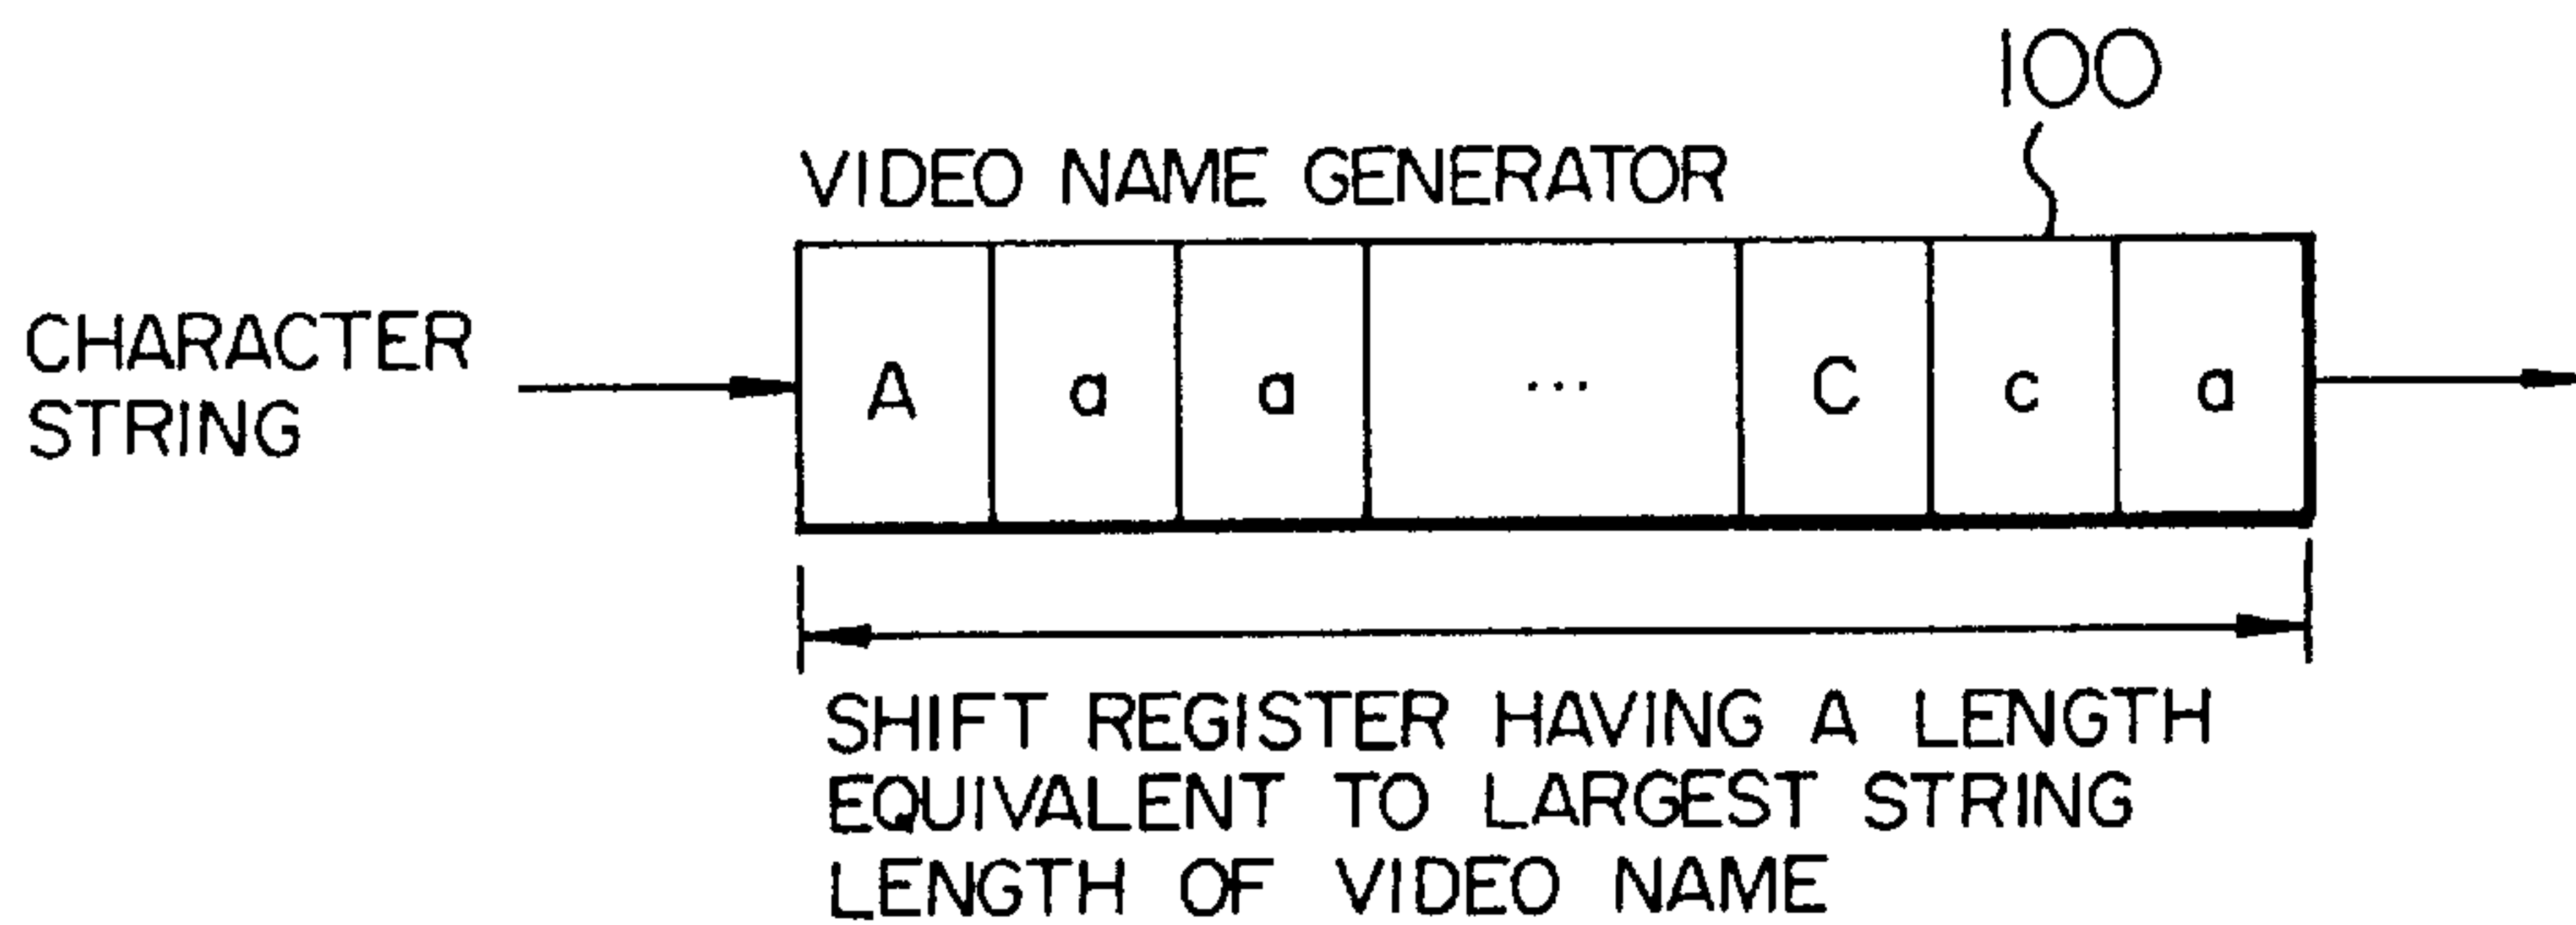 100
VIDEO NAME GENERATOR
CHARACTER
STRING
A a a ... C c a
SHIFT REGISTER HAVING A LENGTH
EQUIVALENT TO LARGEST STRING
LENGTH OF VIDEO NAME